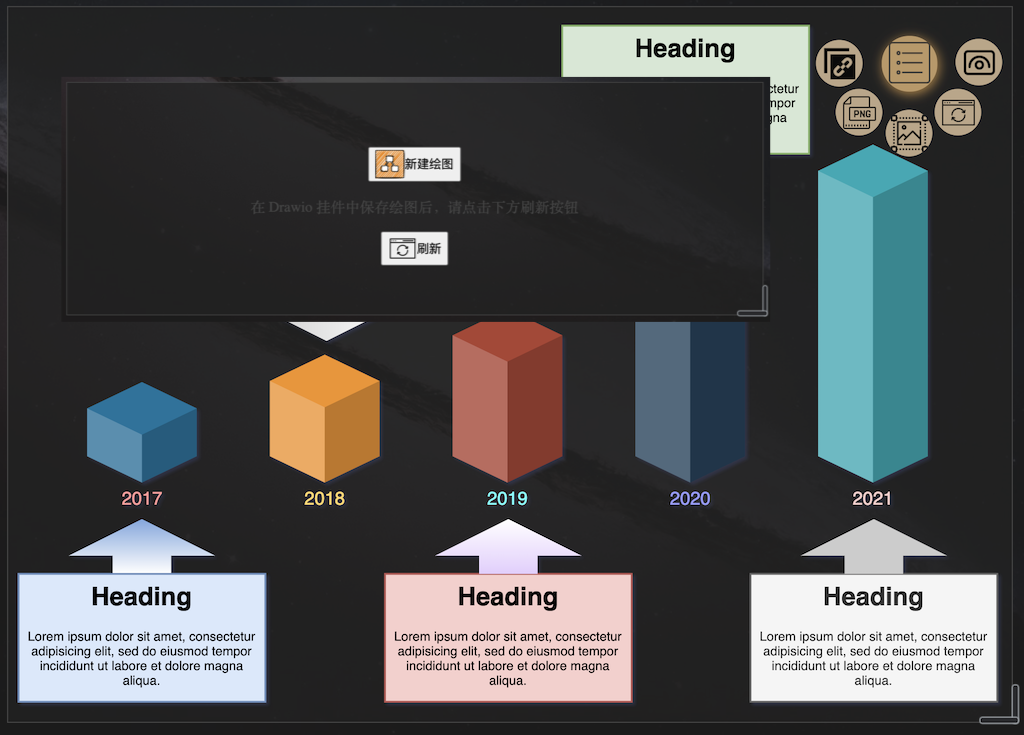 Heading
ctetur
mpor
gna
PNG
新建绘图
在 Drawio 挂件中保存绘图后、请点击下方刷新按钮
刷新
2017
2018
2019
2020
2021
Heading
Lorem ipsum dolor sit amet, consectetur
adipisicing elit, sed do eiusmod tempor
incididunt ut labore et dolore magna
aliqua.
Heading
Lorem ipsum dolor sit amet, consectetur
adipisicing elit, sed do eiusmod tempor
incididunt ut labore et dolore magna
aliqua.
Heading
Lorem ipsum dolor sit amet, consectetur
adipisicing elit, sed do eiusmod tempor
incididunt ut labore et dolore magna
aliqua.